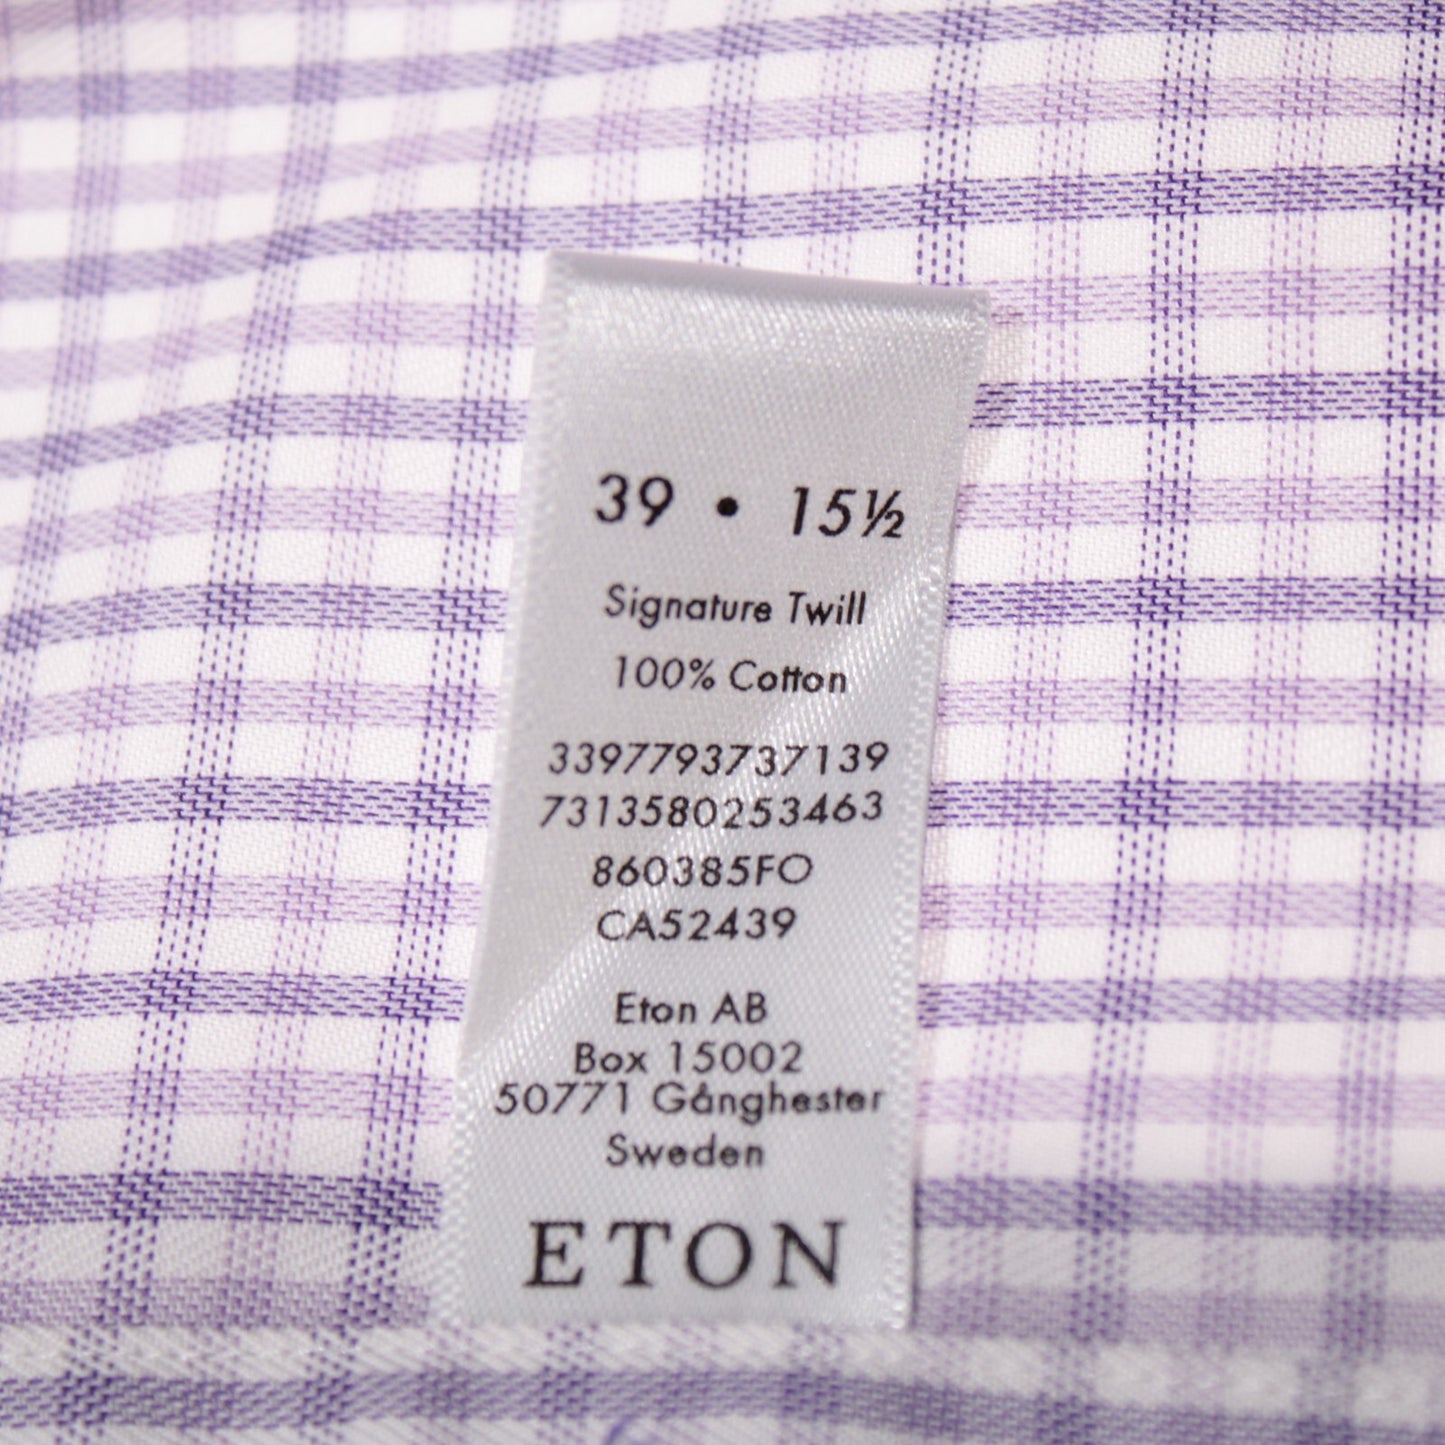 39 • 15½
Signature Twill
100% Cotton
3397793737139
7313580253463
860385FO
CA52439
Eton AB
Box 15002
50771 Gånghester
Sweden
ETON